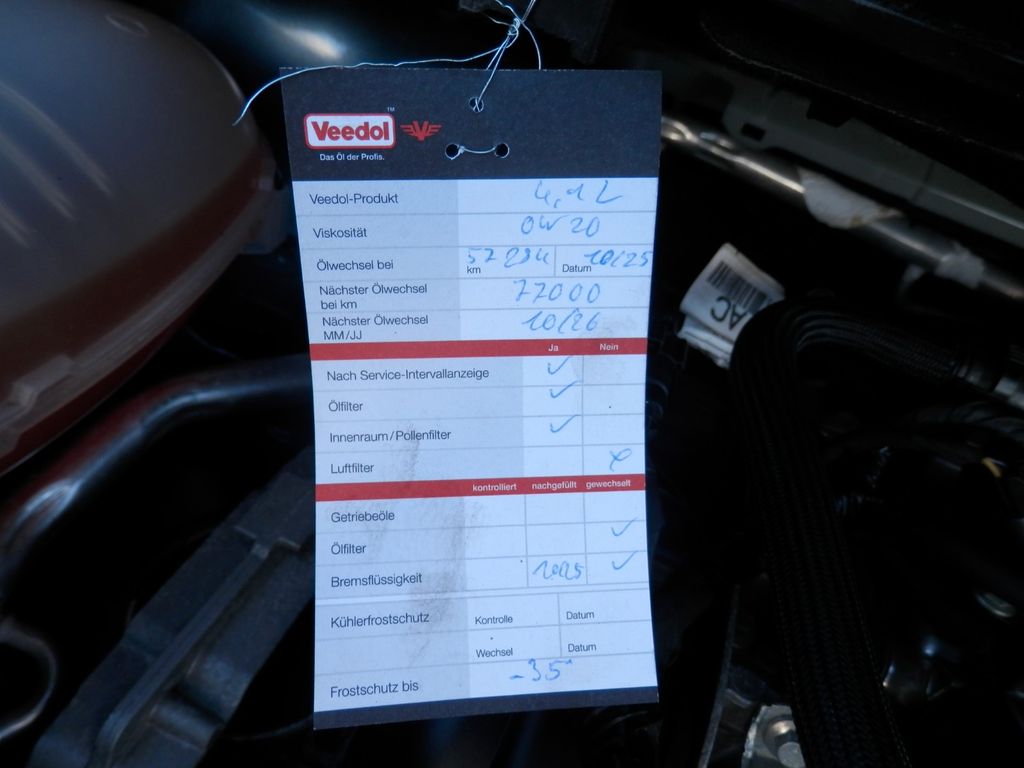 Veedol™
Das Öl der Profis.
Veedol-Produkt 4,1 L
Viskosität 0W20
Ölwechsel bei 57 284 km Datum 10/25
Nächster Ölwechsel bei km 77000
Nächster Ölwechsel MM/JJ 10/26
Ja Nein
Nach Service-Intervallanzeige ✓
Ölfilter ✓
Innenraum/Pollenfilter ✓
Luftfilter
kontrolliert nachgefüllt gewechselt
Getriebeöle
Ölfilter ✓
Bremsflüssigkeit 10/25 ✓
Kühlerfrostschutz Kontrolle Datum
Wechsel Datum
Frostschutz bis -35°
AC